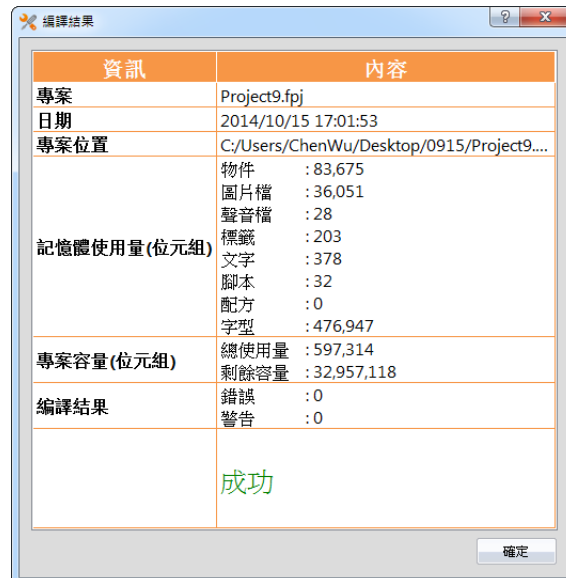 編譯結果
資訊 內容
專案 Project9.fpj
日期 2014/10/15 17:01:53
專案位置 C:/Users/ChenWu/Desktop/0915/Project9....
記憶體使用量(位元組)
物件 : 83,675
圖片檔 : 36,051
聲音檔 : 28
標籤 : 203
文字 : 378
腳本 : 32
配方 : 0
字型 : 476,947
專案容量(位元組)
總使用量 : 597,314
剩餘容量 : 32,957,118
編譯結果
錯誤 : 0
警告 : 0
成功
確定